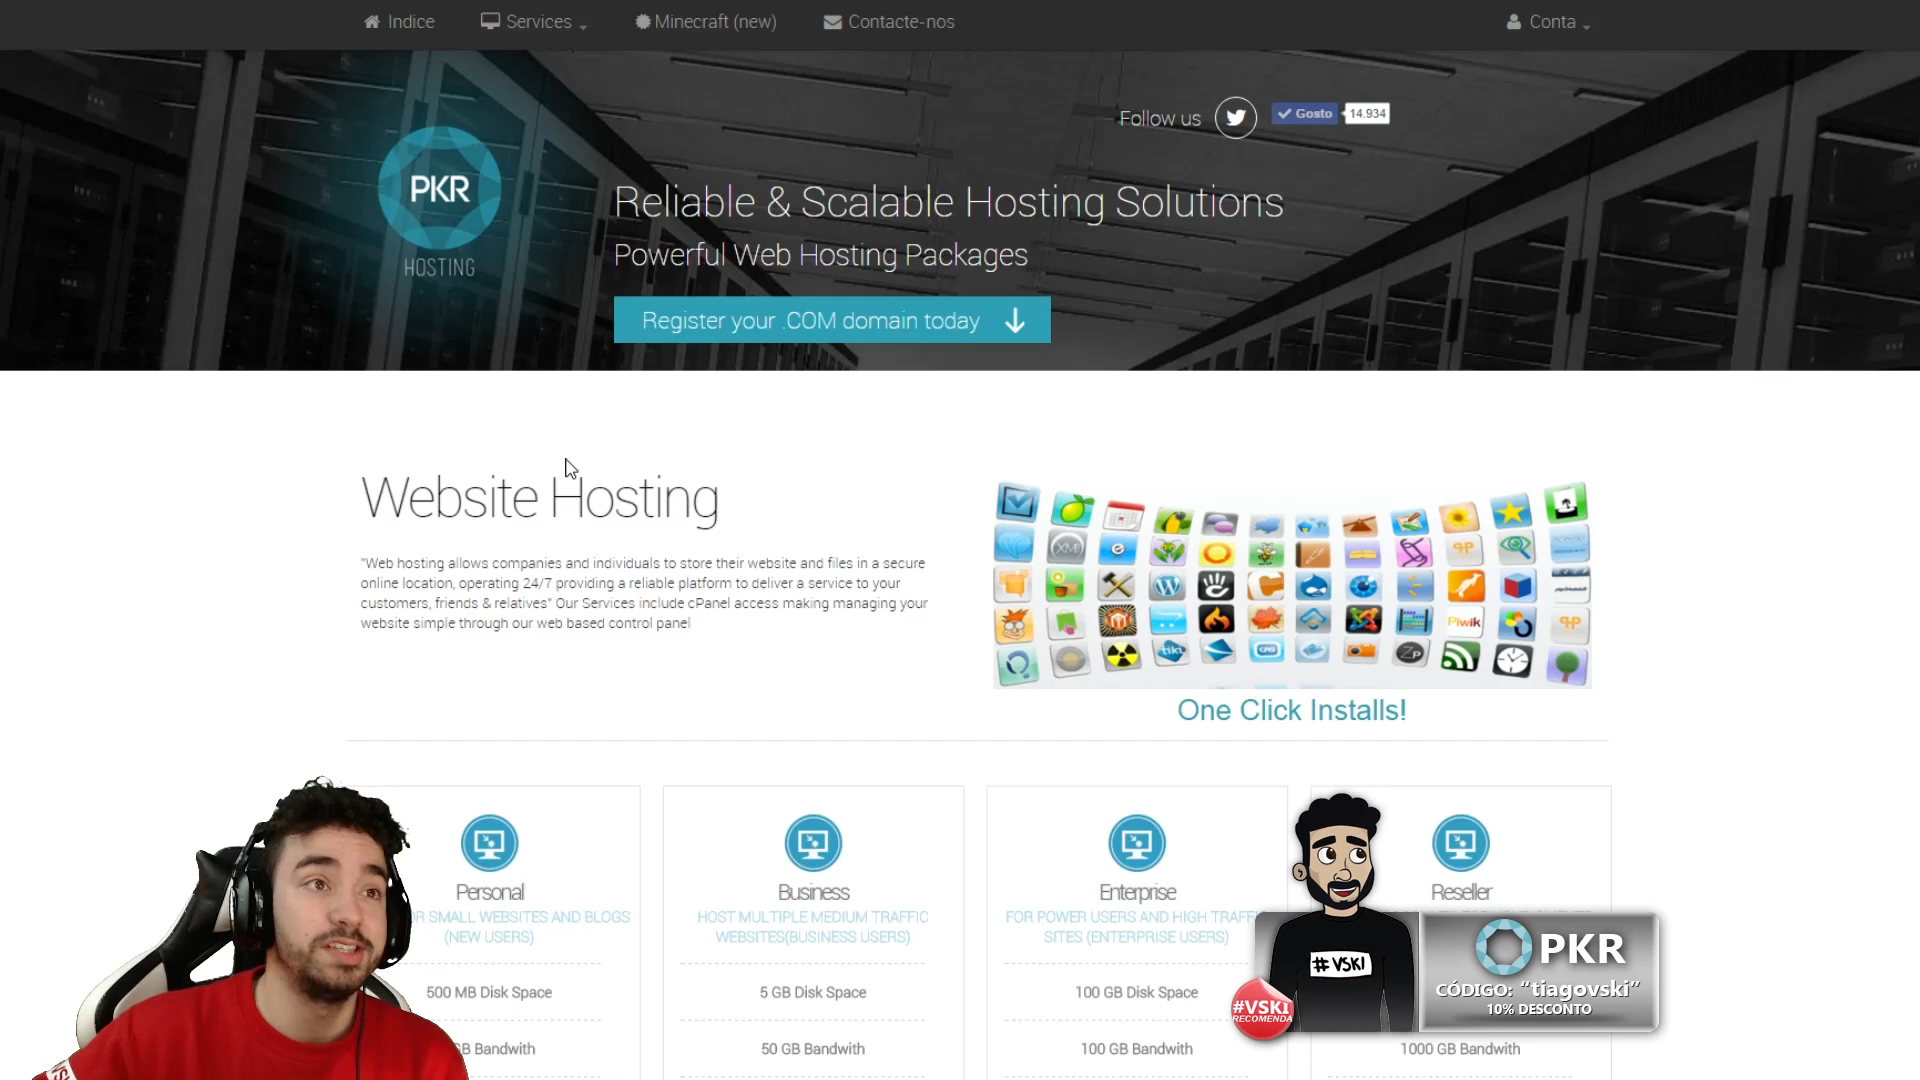 Indice
Services
Minecraft (new)
Contacte-nos
Conta
Follow us
Gosto
14.934
PKR
HOSTING
Reliable & Scalable Hosting Solutions
Powerful Web Hosting Packages
Register your .COM domain today
Website Hosting
"Web hosting allows companies and individuals to store their website and files in a secure
online location, operating 24/7 providing a reliable platform to deliver a service to your
customers, friends & relatives" Our Services include cPanel access making managing your
website simple through our web based control panel
Piwik
tiki
ZP
One Click Installs!
Personal
SMALL WEBSITES AND BLOGS
(NEW USERS)
500 MB Disk Space
GB Bandwith
Business
HOST MULTIPLE MEDIUM TRAFFIC
WEBSITES(BUSINESS USERS)
5 GB Disk Space
50 GB Bandwith
Enterprise
FOR POWER USERS AND HIGH
SITES (ENTERPRISE USERS)
100 GB Disk Space
100 GB Bandwith
Reseller
1000 GB Bandwith
#VSKI
#VSKI
RECOMENDA
PKR
CÓDIGO: "tiagovski"
10% DESCONTO